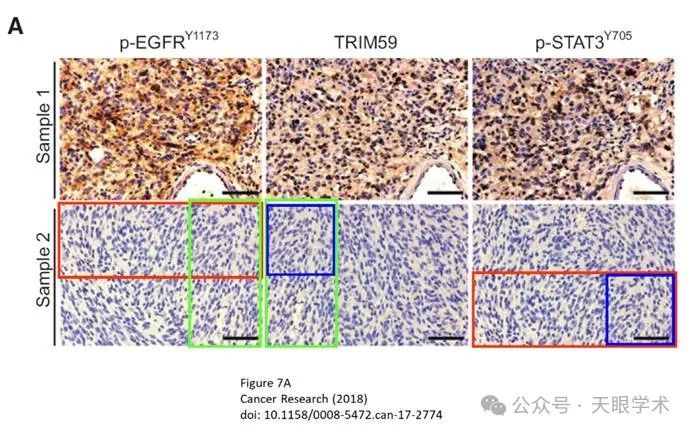 A
p-EGFRY1173 TRIM59 p-STAT3Y705
Sample 1
Sample 2
Figure 7A
Cancer Research (2018)
doi: 10.1158/0008-5472.can-17-2774
公众号 · 天眼学术